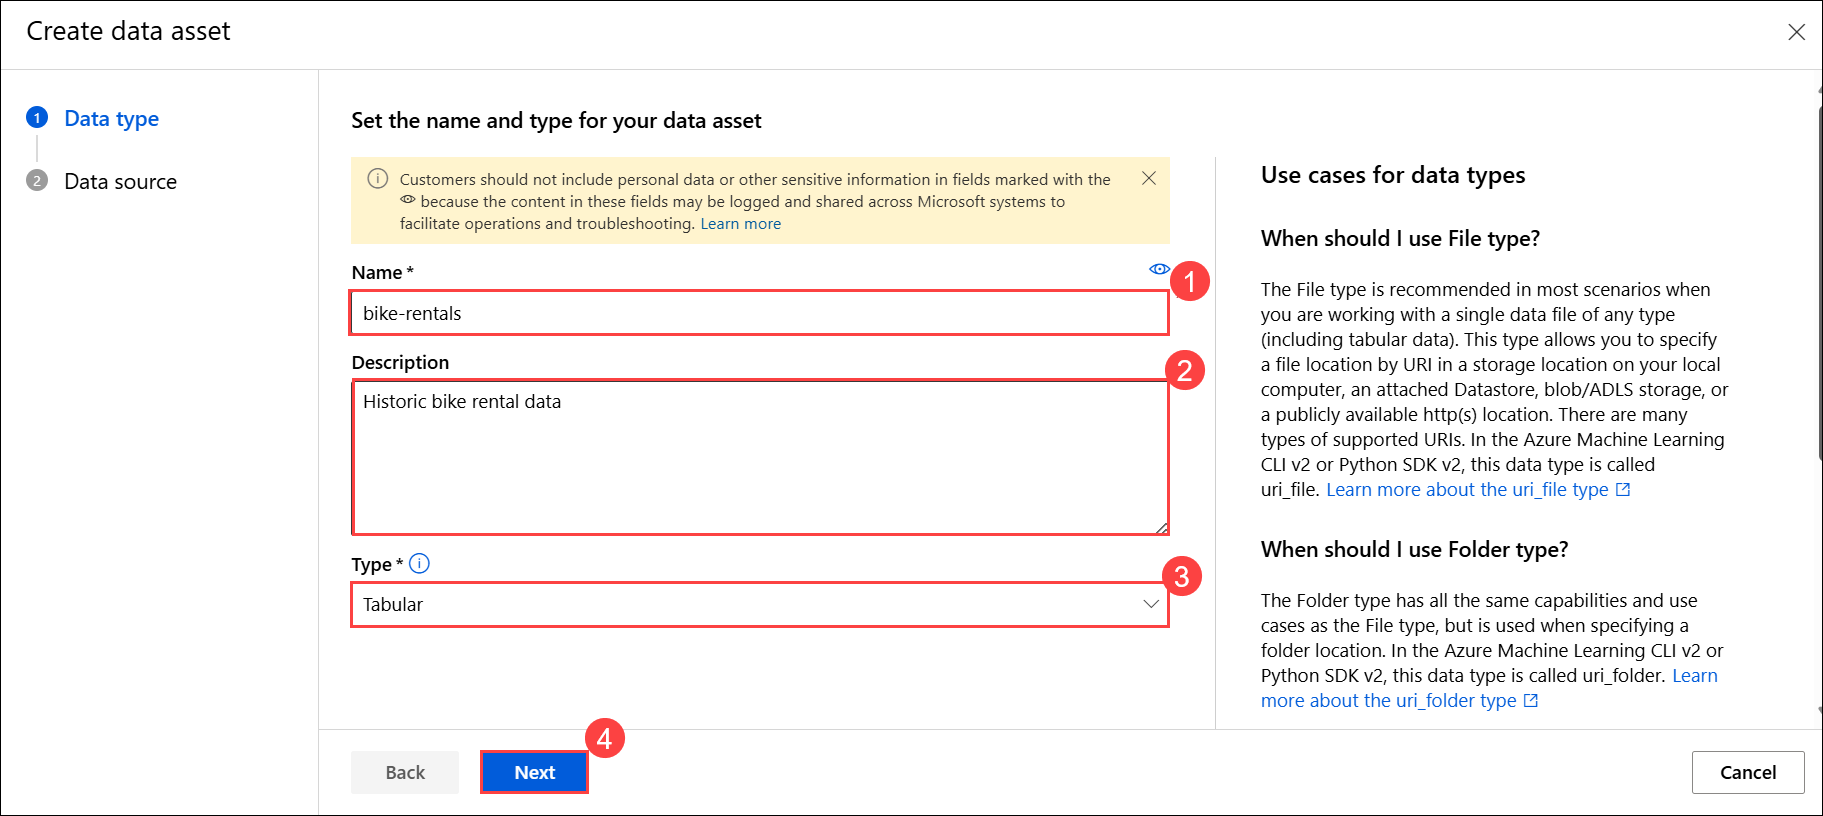 Create data asset
1 Data type
2 Data source
Set the name and type for your data asset
Customers should not include personal data or other sensitive information in fields marked with the
because the content in these fields may be logged and shared across Microsoft systems to
facilitate operations and troubleshooting. Learn more
Name *
1
bike-rentals
Description
2
Historic bike rental data
Type *
3
Tabular
4
Back
Next
Use cases for data types
When should I use File type?
The File type is recommended in most scenarios when
you are working with a single data file of any type
(including tabular data). This type allows you to specify
a file location by URI in a storage location on your local
computer, an attached Datastore, blob/ADLS storage, or
a publicly available http(s) location. There are many
types of supported URIs. In the Azure Machine Learning
CLI v2 or Python SDK v2, this data type is called
uri_file. Learn more about the uri_file type
When should I use Folder type?
The Folder type has all the same capabilities and use
cases as the File type, but is used when specifying a
folder location. In the Azure Machine Learning CLI v2 or
Python SDK v2, this data type is called uri_folder. Learn
more about the uri_folder type
Cancel